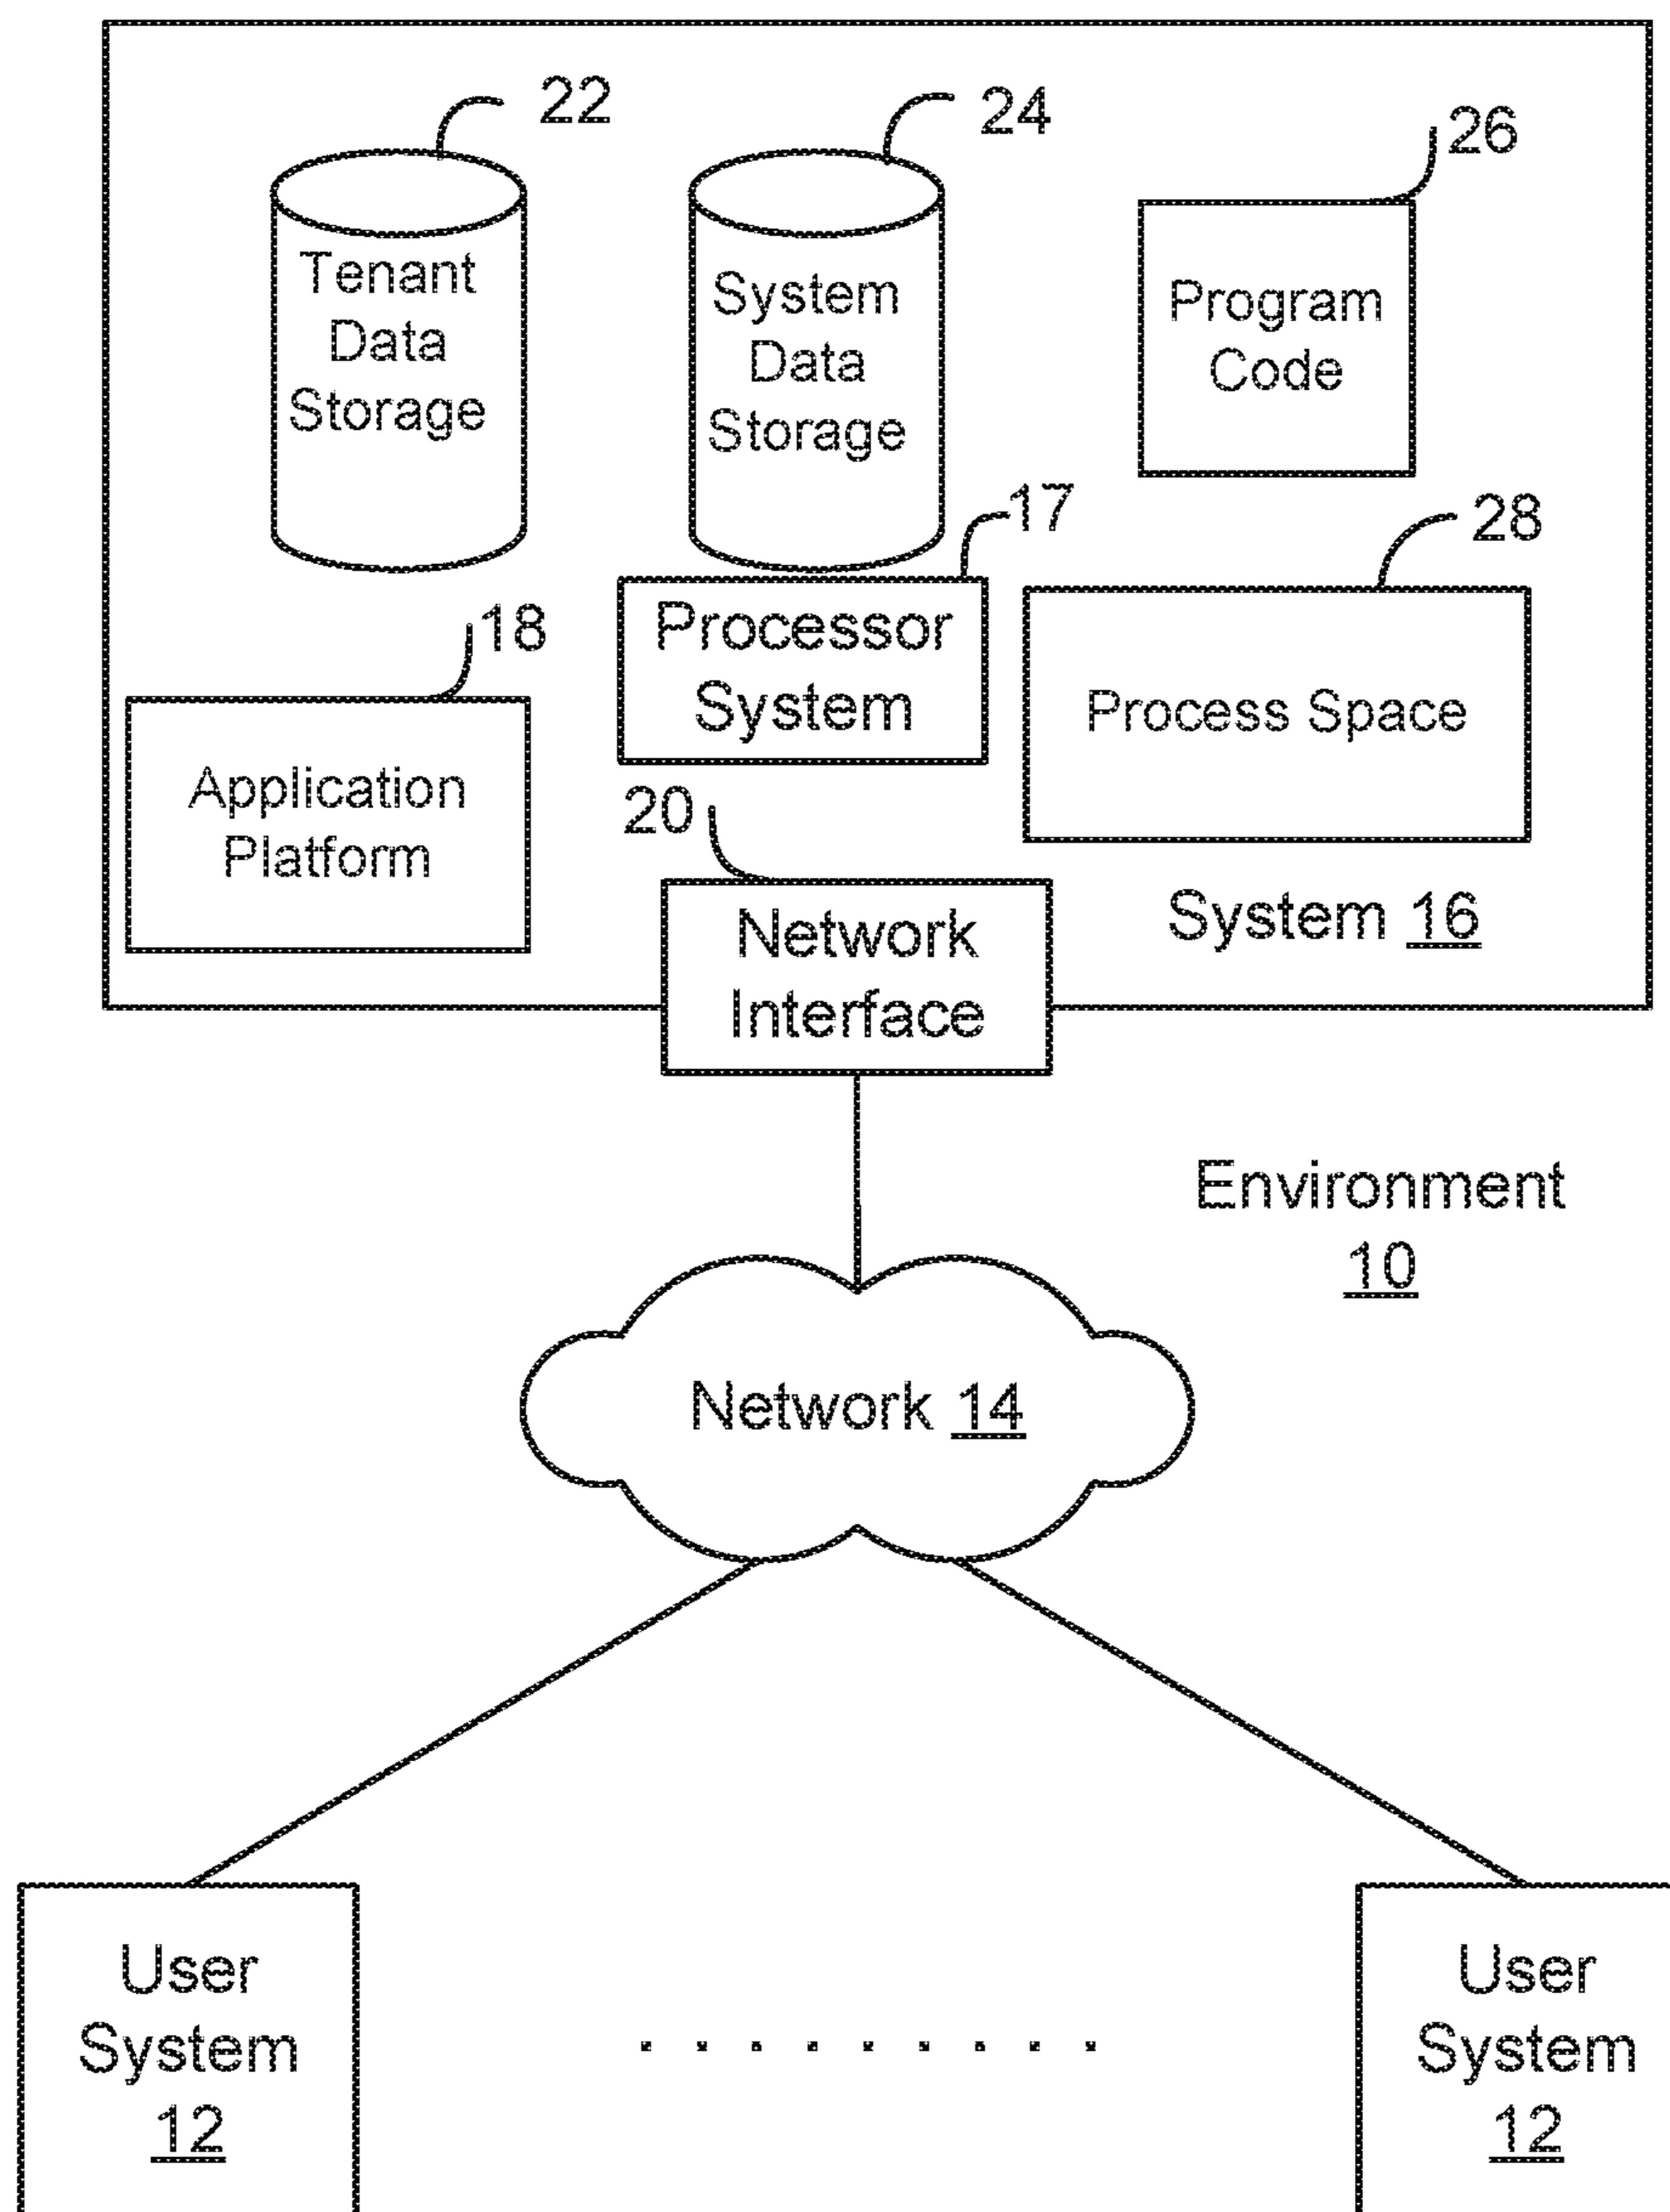 22
24
26
Tenant
Data
Storage
System
Data
Storage
Program
Code
17
28
18
Processor
System
Process Space
Application
Platform
20
Network
Interface
System 16
Environment
10
Network 14
User
System
12
User
System
12